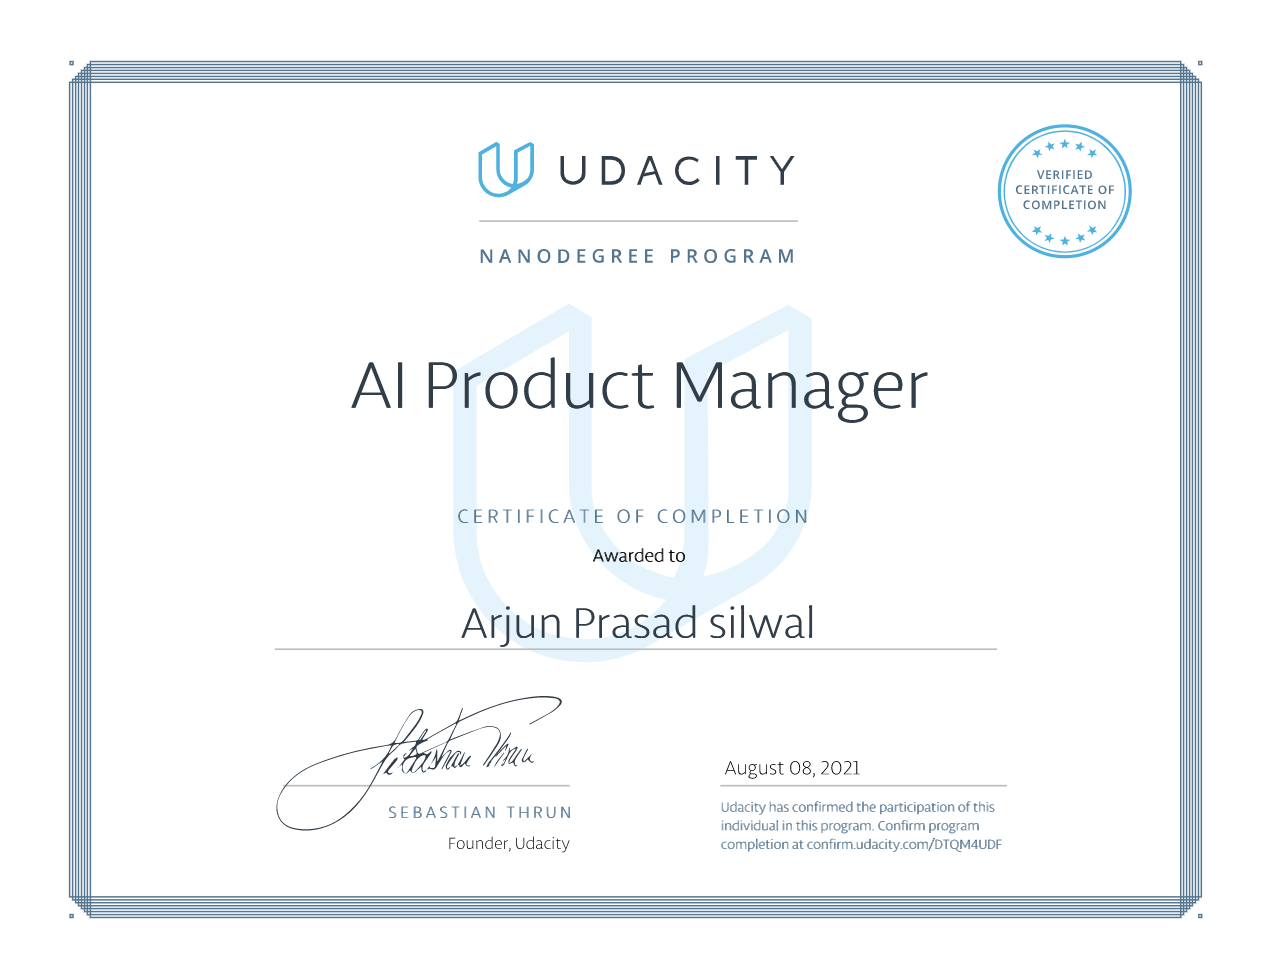 UDACITY
VERIFIED
CERTIFICATE OF
COMPLETION
NANODEGREE PROGRAM
AI Product Manager
CERTIFICATE OF COMPLETION
Awarded to
Arjun Prasad silwal
Sebastian Thrun
SEBASTIAN THRUN
Founder, Udacity
August 08, 2021
Udacity has confirmed the participation of this
individual in this program. Confirm program
completion at confirm.udacity.com/DTQM4UDF